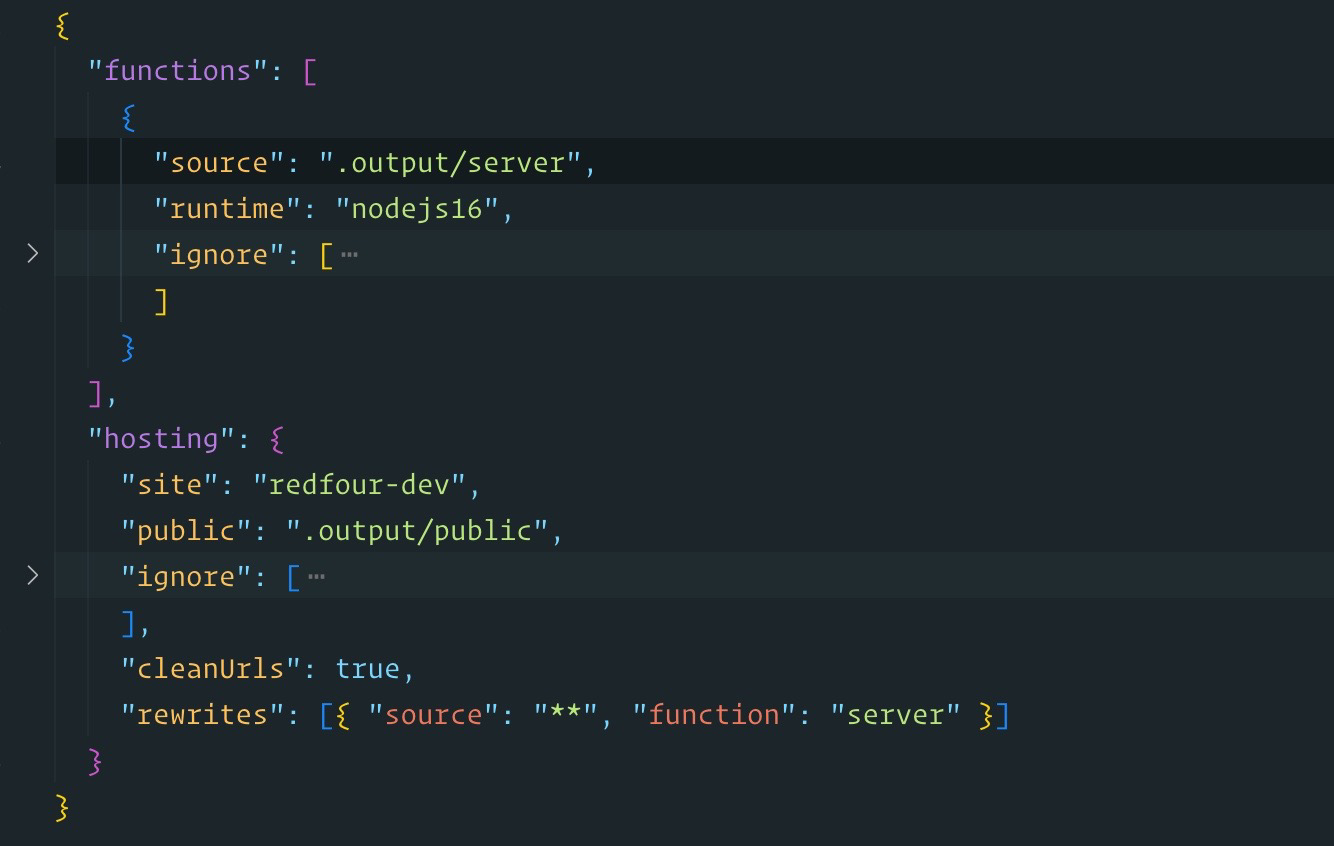 {
  "functions": [
    {
      "source": ".output/server",
      "runtime": "nodejs16",
      "ignore": [ ⋯
      ]
    }
  ],
  "hosting": {
    "site": "redfour-dev",
    "public": ".output/public",
    "ignore": [ ⋯
    ],
    "cleanUrls": true,
    "rewrites": [{ "source": "**", "function": "server" }]
  }
}